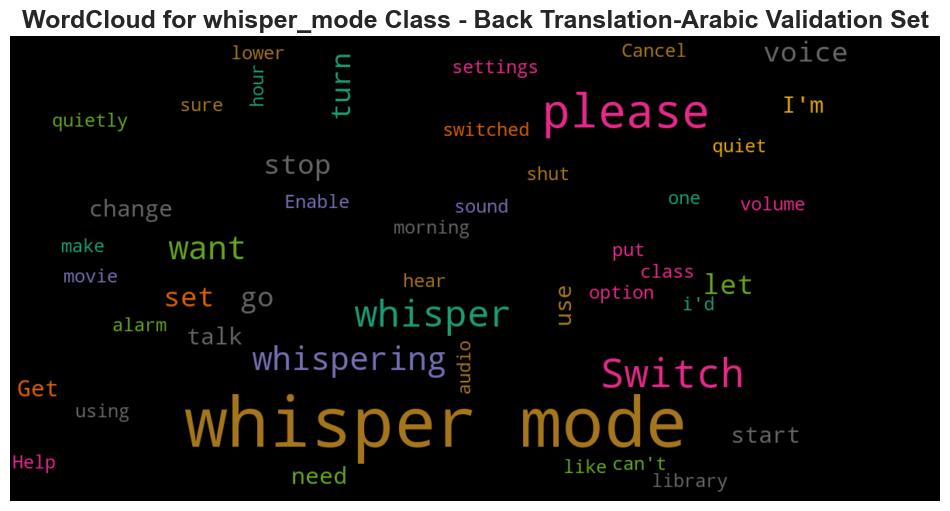 WordCloud for whisper_mode Class - Back Translation-Arabic Validation Set
lower
Cancel
voice
hour
turn
settings
sure
please
I'm
quietly
switched
quiet
stop
shut
change
Enable
sound
one
volume
morning
make
want
put
movie
hear
class
set
go
option
let
i'd
use
whisper
alarm
talk
whispering
audio
Switch
Get
using
whisper mode
start
Help
need
like
can't
library